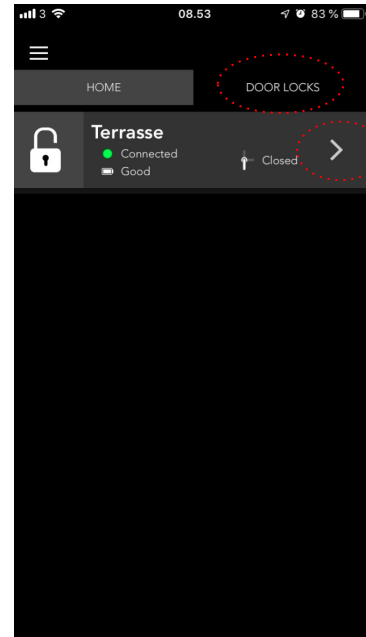 3 08.53 83 %
HOME DOOR LOCKS
Terrasse
Connected
Closed
Good